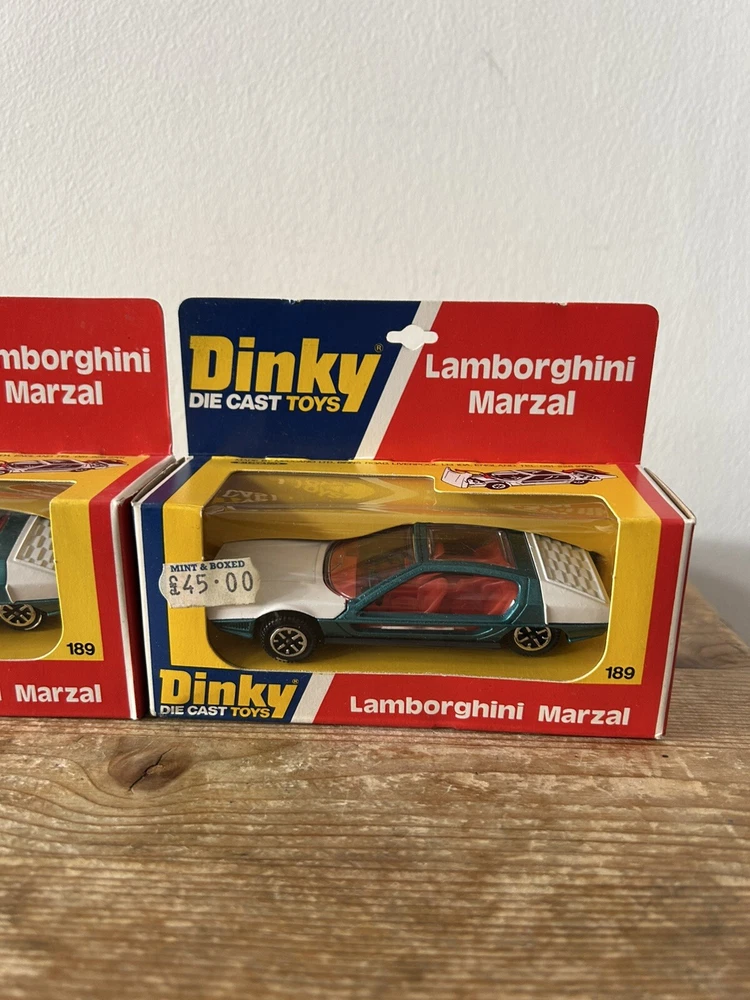 mborghini
Marzal
189
Marzal
Dinky®
DIE CAST TOYS
Lamborghini
Marzal
MINT & BOXED
£45·00
189
Dinky®
DIE CAST TOYS
Lamborghini Marzal